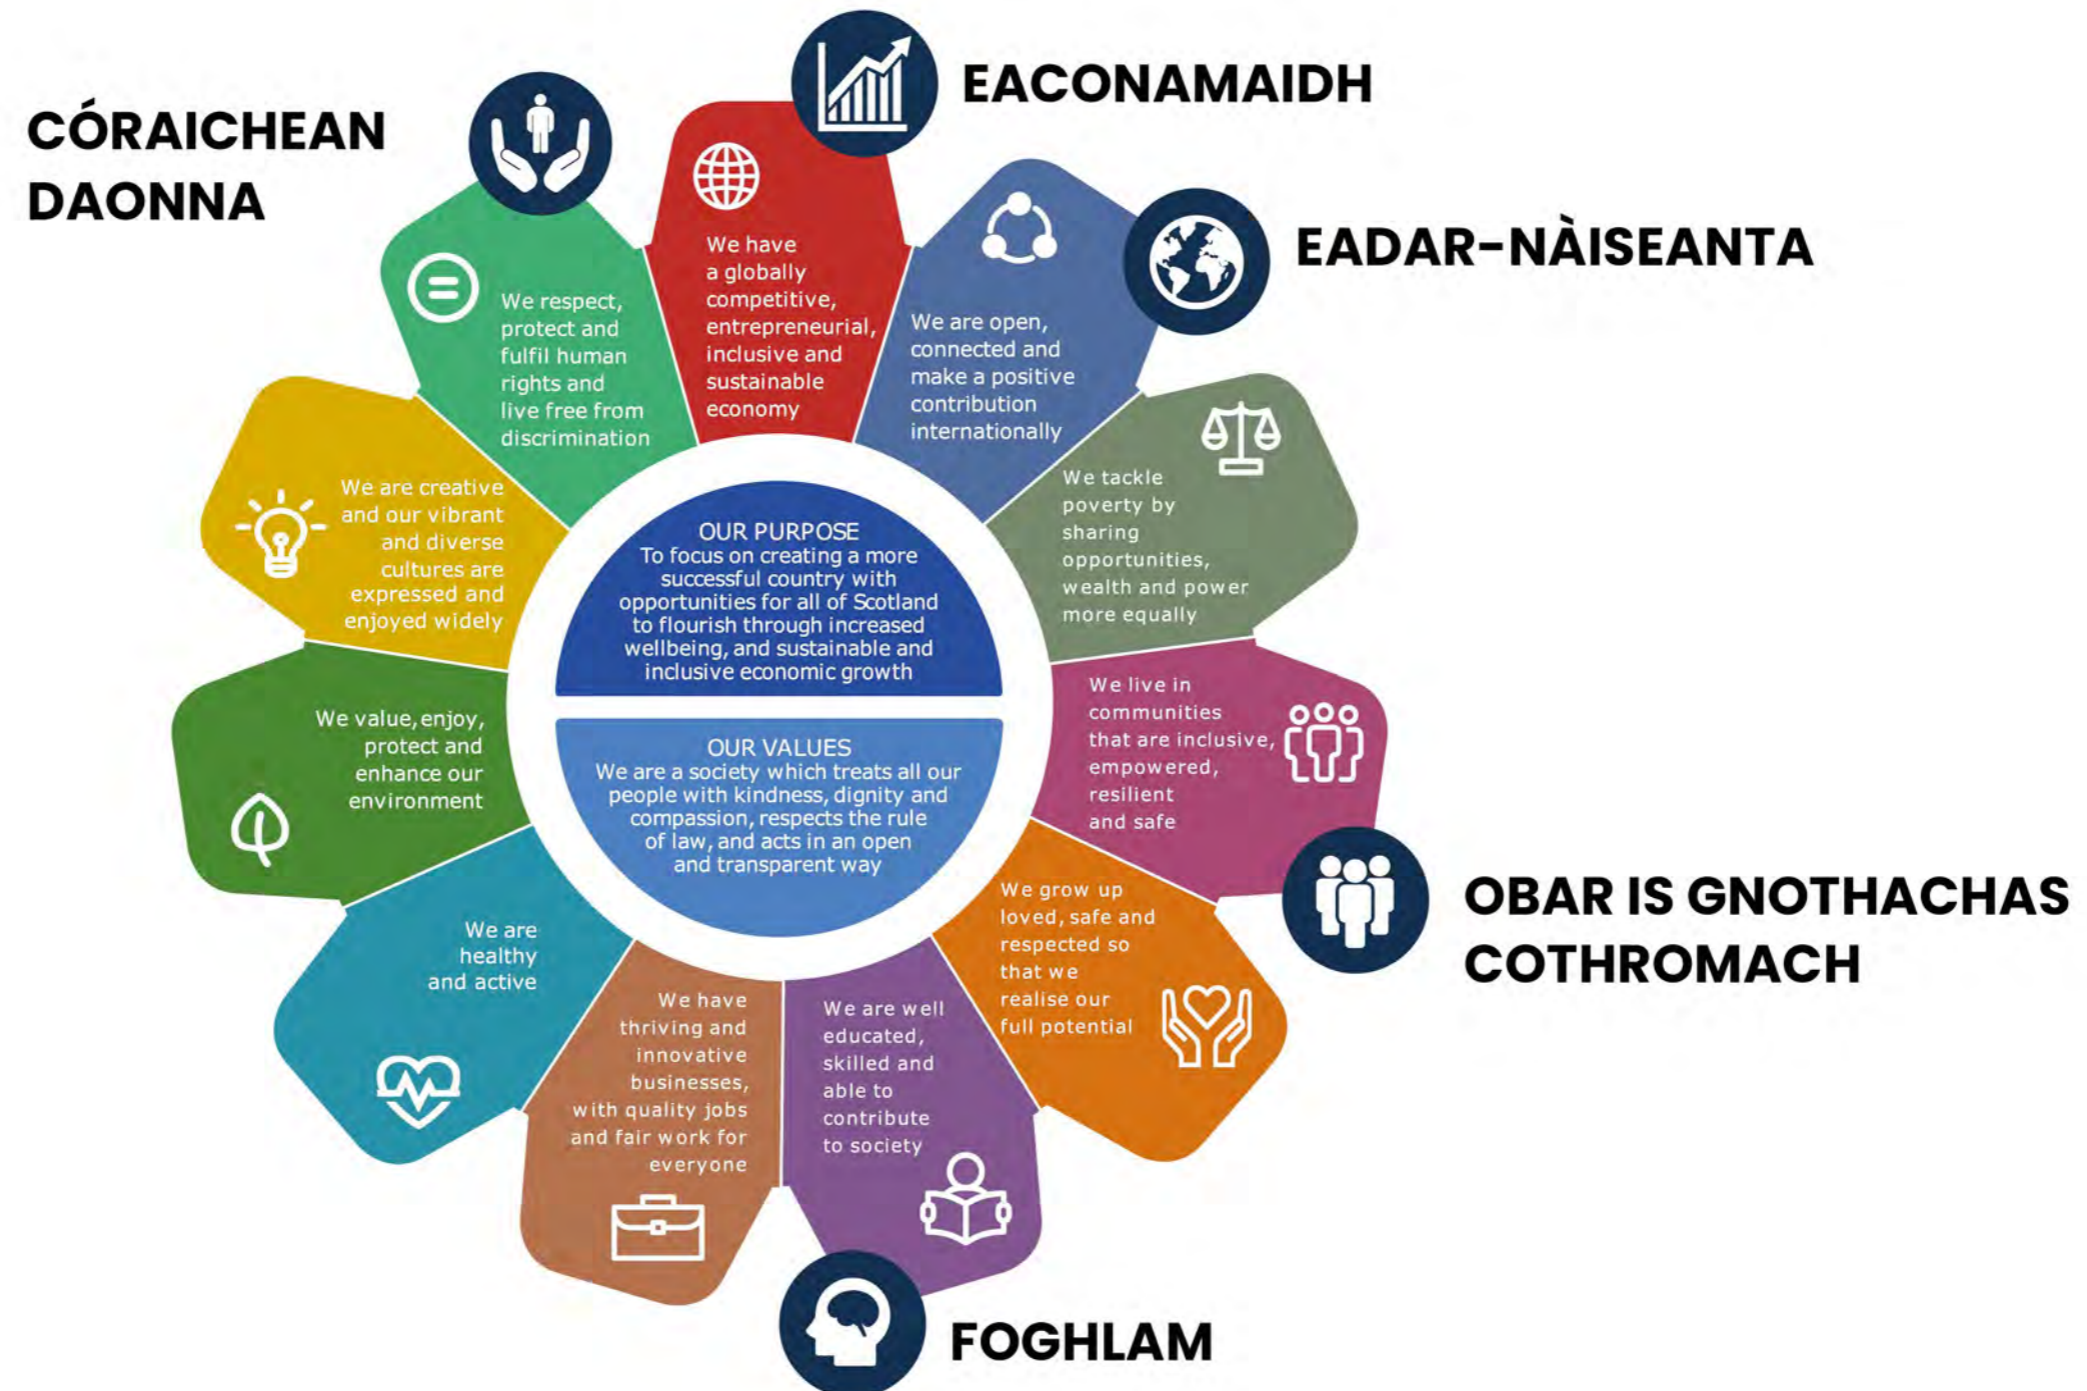 CÓRAICHEAN
DAONNA
EACONAMAIDH
EADAR-NÀISEANTA
We respect,
protect and
fulfil human
rights and
live free from
discrimination
We have
a globally
competitive,
entrepreneurial,
inclusive and
sustainable
economy
We are open,
connected and
make a positive
contribution
internationally
We tackle
poverty by
sharing
opportunities,
wealth and power
more equally
We live in
communities
that are inclusive,
empowered,
resilient
and safe
OBAR IS GNOTHACHAS
COTHROMACH
We grow up
loved, safe and
respected so
that we
realise our
full potential
We are well
educated,
skilled and
able to
contribute
to society
FOGHLAM
We have
thriving and
innovative
businesses,
with quality jobs
and fair work for
everyone
We are
healthy
and active
We value, enjoy,
protect and
enhance our
environment
We are creative
and our vibrant
and diverse
cultures are
expressed and
enjoyed widely
OUR PURPOSE
To focus on creating a more
successful country with
opportunities for all of Scotland
to flourish through increased
wellbeing, and sustainable and
inclusive economic growth
OUR VALUES
We are a society which treats all our
people with kindness, dignity and
compassion, respects the rule
of law, and acts in an open
and transparent way